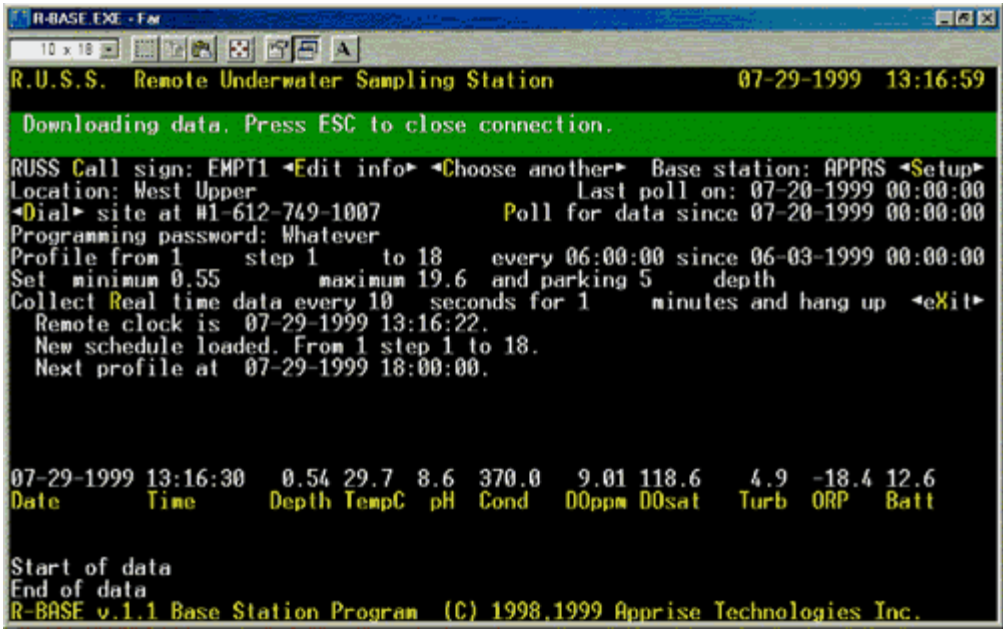 R-BASE.EXE - Far
10 x 18 A
R.U.S.S. Remote Underwater Sampling Station 07-29-1999 13:16:59
Downloading data. Press ESC to close connection.
RUSS Call sign: EMPT1 ◄Edit info► ◄Choose another► Base station: APPRS ◄Setup►
Location: West Upper Last poll on: 07-20-1999 00:00:00
◄Dial► site at #1-612-749-1007 Poll for data since 07-20-1999 00:00:00
Programming password: Whatever
Profile from 1 step 1 to 18 every 06:00:00 since 06-03-1999 00:00:00
Set minimum 0.55 maximum 19.6 and parking 5 depth
Collect Real time data every 10 seconds for 1 minutes and hang up ◄eXit►
Remote clock is 07-29-1999 13:16:22.
New schedule loaded. From 1 step 1 to 18.
Next profile at 07-29-1999 18:00:00.
07-29-1999 13:16:30 0.54 29.7 8.6 370.0 9.01 118.6 4.9 -18.4 12.6
Date Time Depth TempC pH Cond DOppm DOsat Turb ORP Batt
Start of data
End of data
R-BASE v.1.1 Base Station Program (C) 1998,1999 Apprise Technologies Inc.